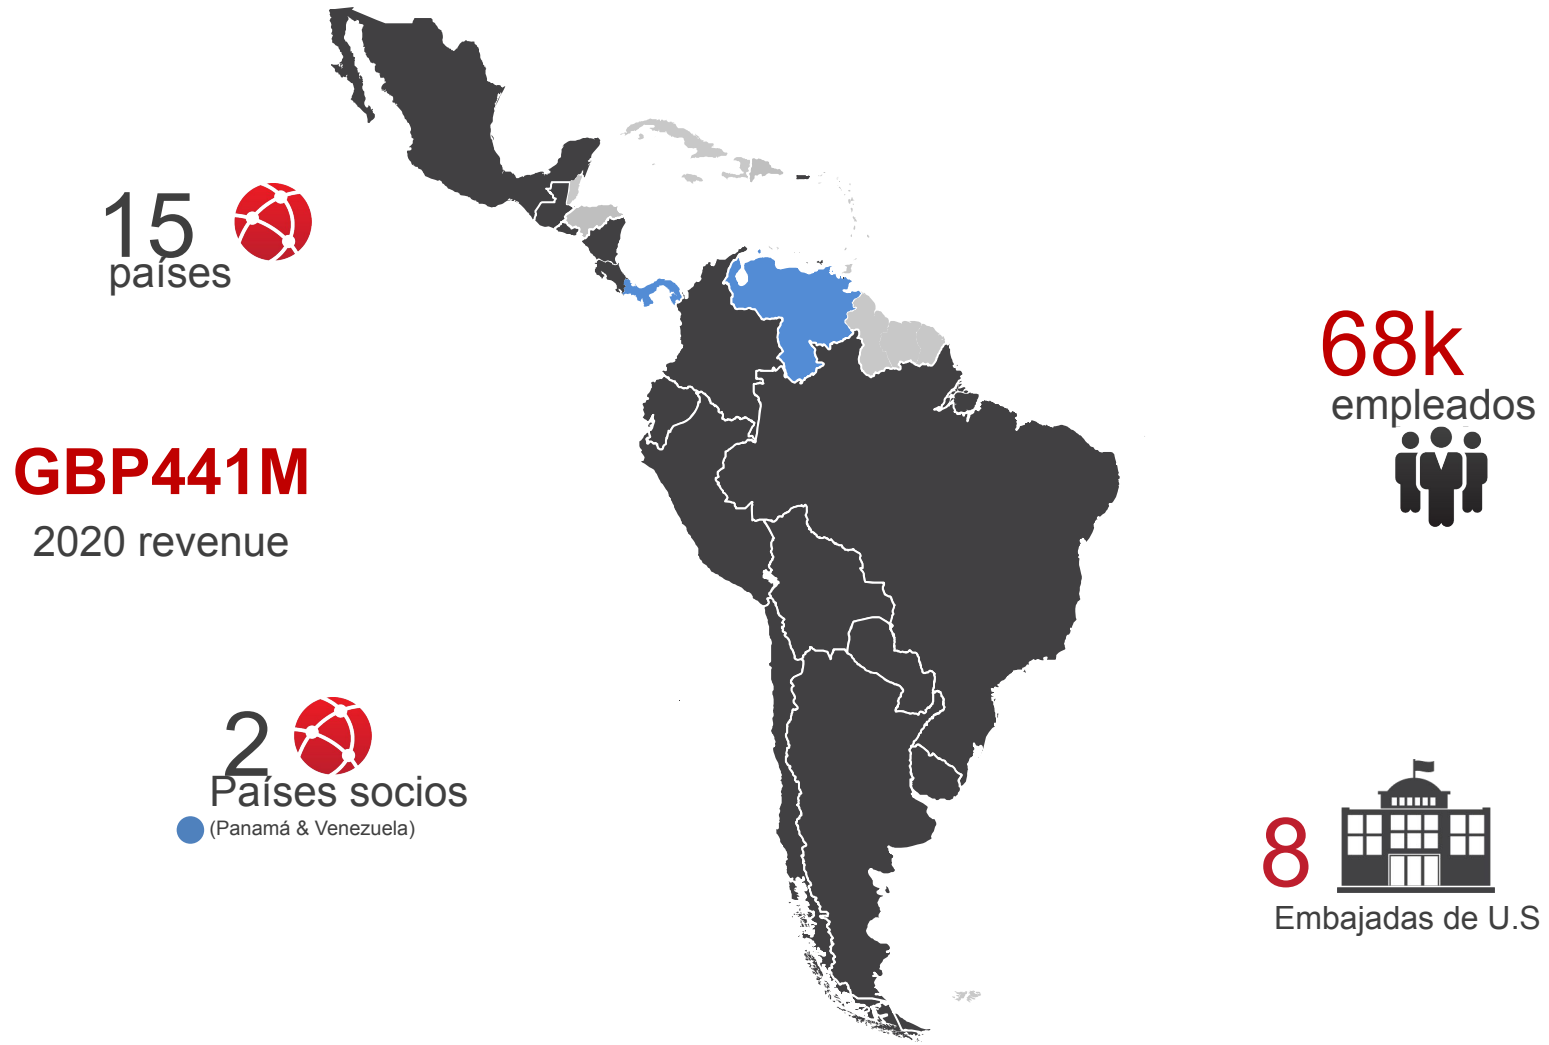 15
países
GBP441M
2020 revenue
2
Países socios
(Panamá & Venezuela)
68k
empleados
8
Embajadas de U.S